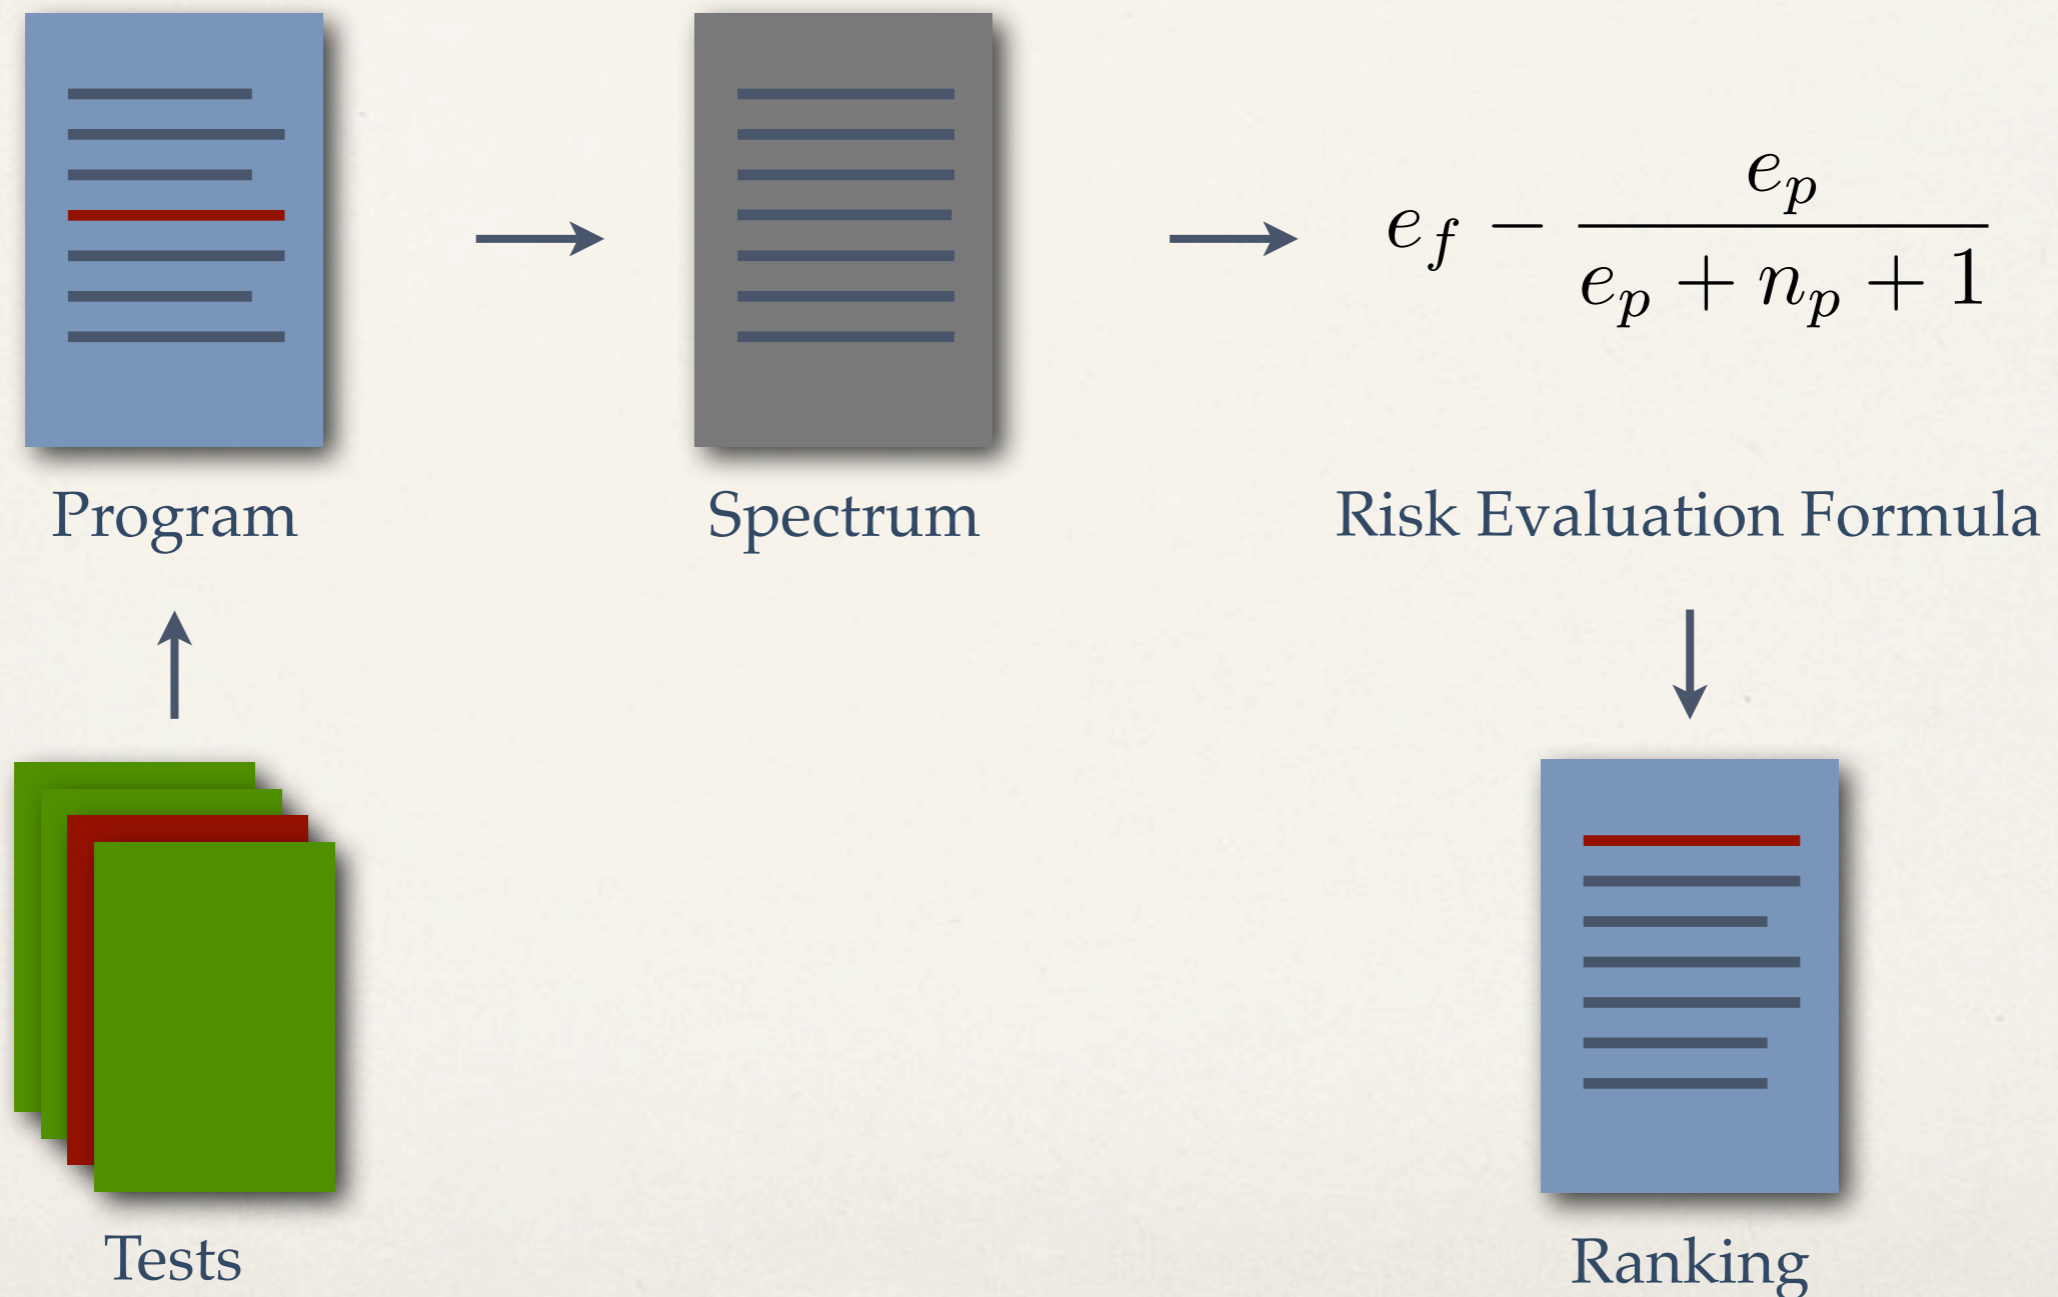 e_f − e_p / (e_p + n_p + 1)
Program
Spectrum
Risk Evaluation Formula
Tests
Ranking